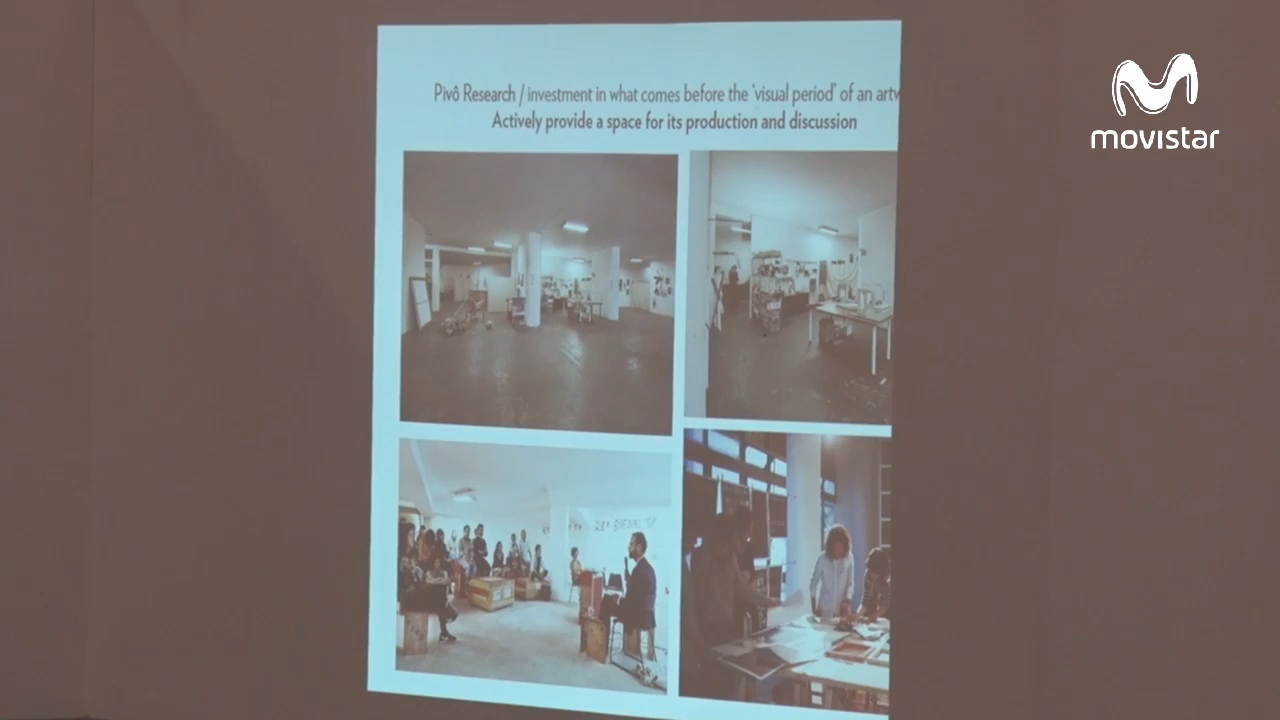 Pivô Research / investment in what comes before the 'visual period' of an artw
Actively provide a space for its production and discussion
movistar